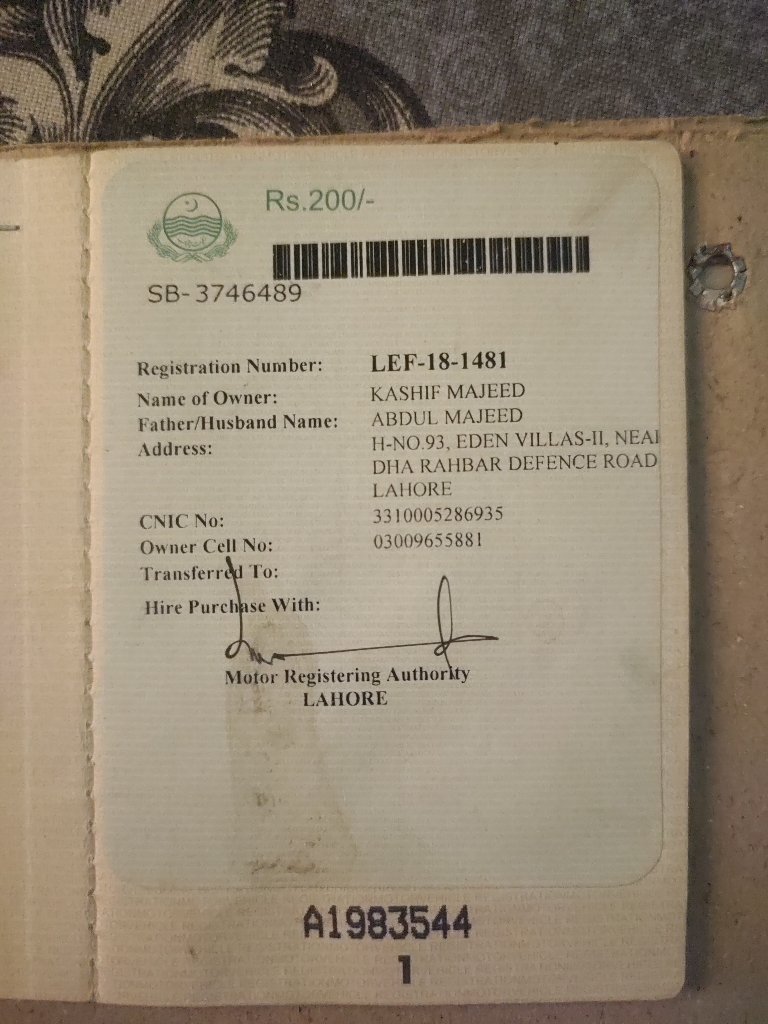 Rs.200/-
SB-3746489
Registration Number: LEF-18-1481
Name of Owner: KASHIF MAJEED
Father/Husband Name: ABDUL MAJEED
Address: H-NO.93, EDEN VILLAS-II, NEAR
DHA RAHBAR DEFENCE ROAD
LAHORE
CNIC No: 3310005286935
Owner Cell No: 03009655881
Transferred To:
Hire Purchase With:
Motor Registering Authority
LAHORE
A1983544
1